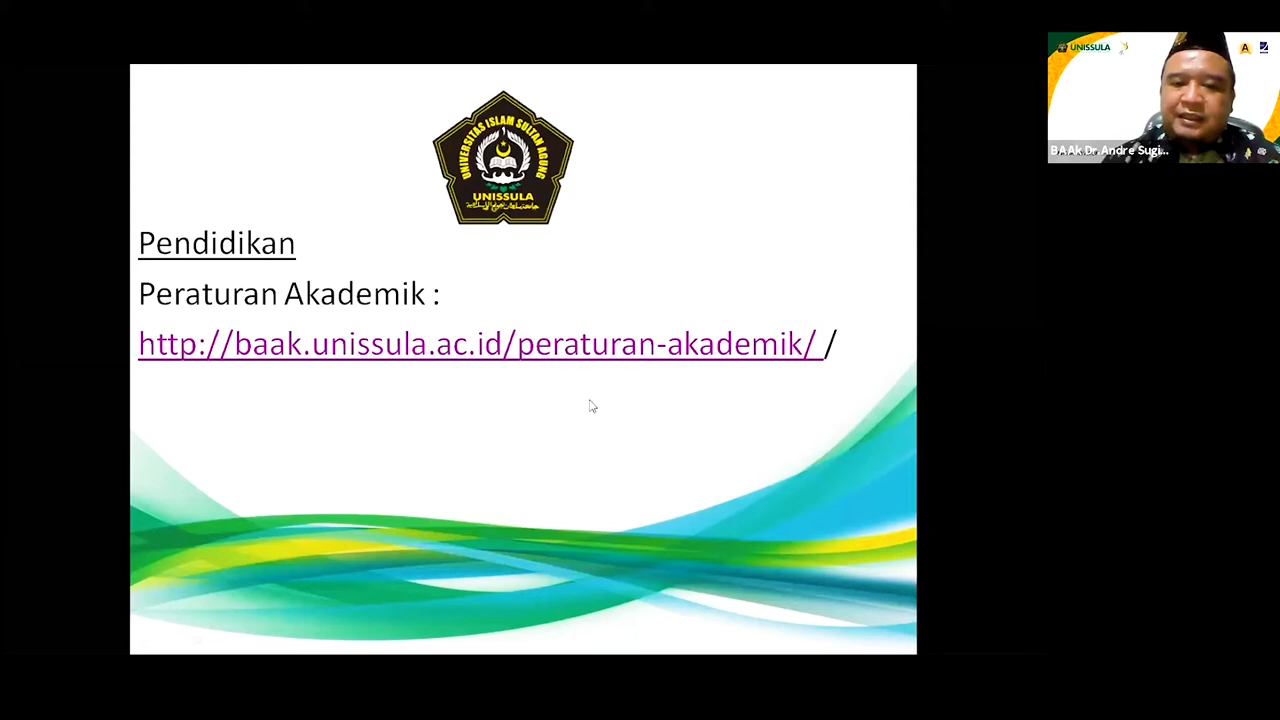 UNIVERSITAS ISLAM SULTAN AGUNG
UNISSULA
Pendidikan
Peraturan Akademik :
http://baak.unissula.ac.id/peraturan-akademik/ /
UNISSULA
A
BAAk Dr.Andre Sugi...